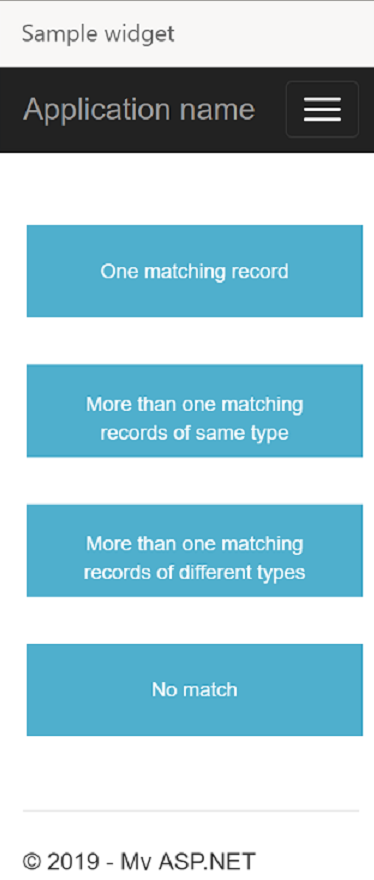 Sample widget
Application name
One matching record
More than one matching
records of same type
More than one matching
records of different types
No match
© 2019 - My ASP.NET